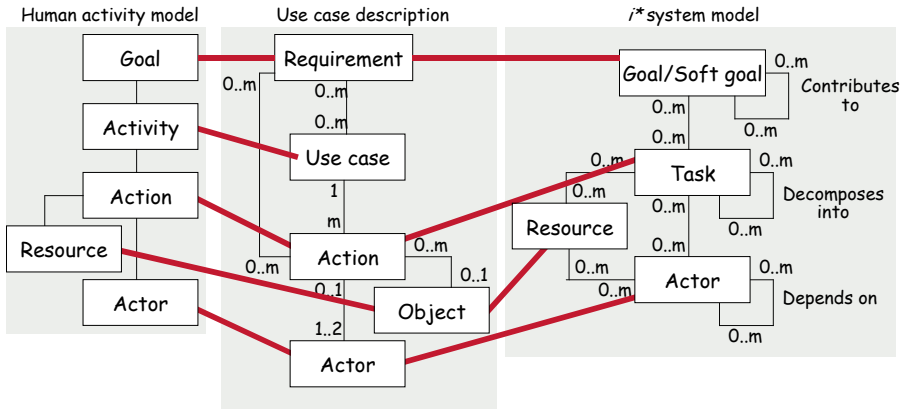 Human activity model
Goal
Activity
Action
Resource
Actor
Use case description
Requirement
0..m
0..m
0..m
Use case
1
m
Action
0..m
0..m
0..1
0..1
Object
1..2
Actor
i* system model
Goal/Soft goal
0..m
Contributes
to
0..m
0..m
0..m
Task
0..m
0..m
0..m
Decomposes
into
0..m
0..m
Resource
0..m
0..m
0..m
Actor
0..m
Depends on
0..m